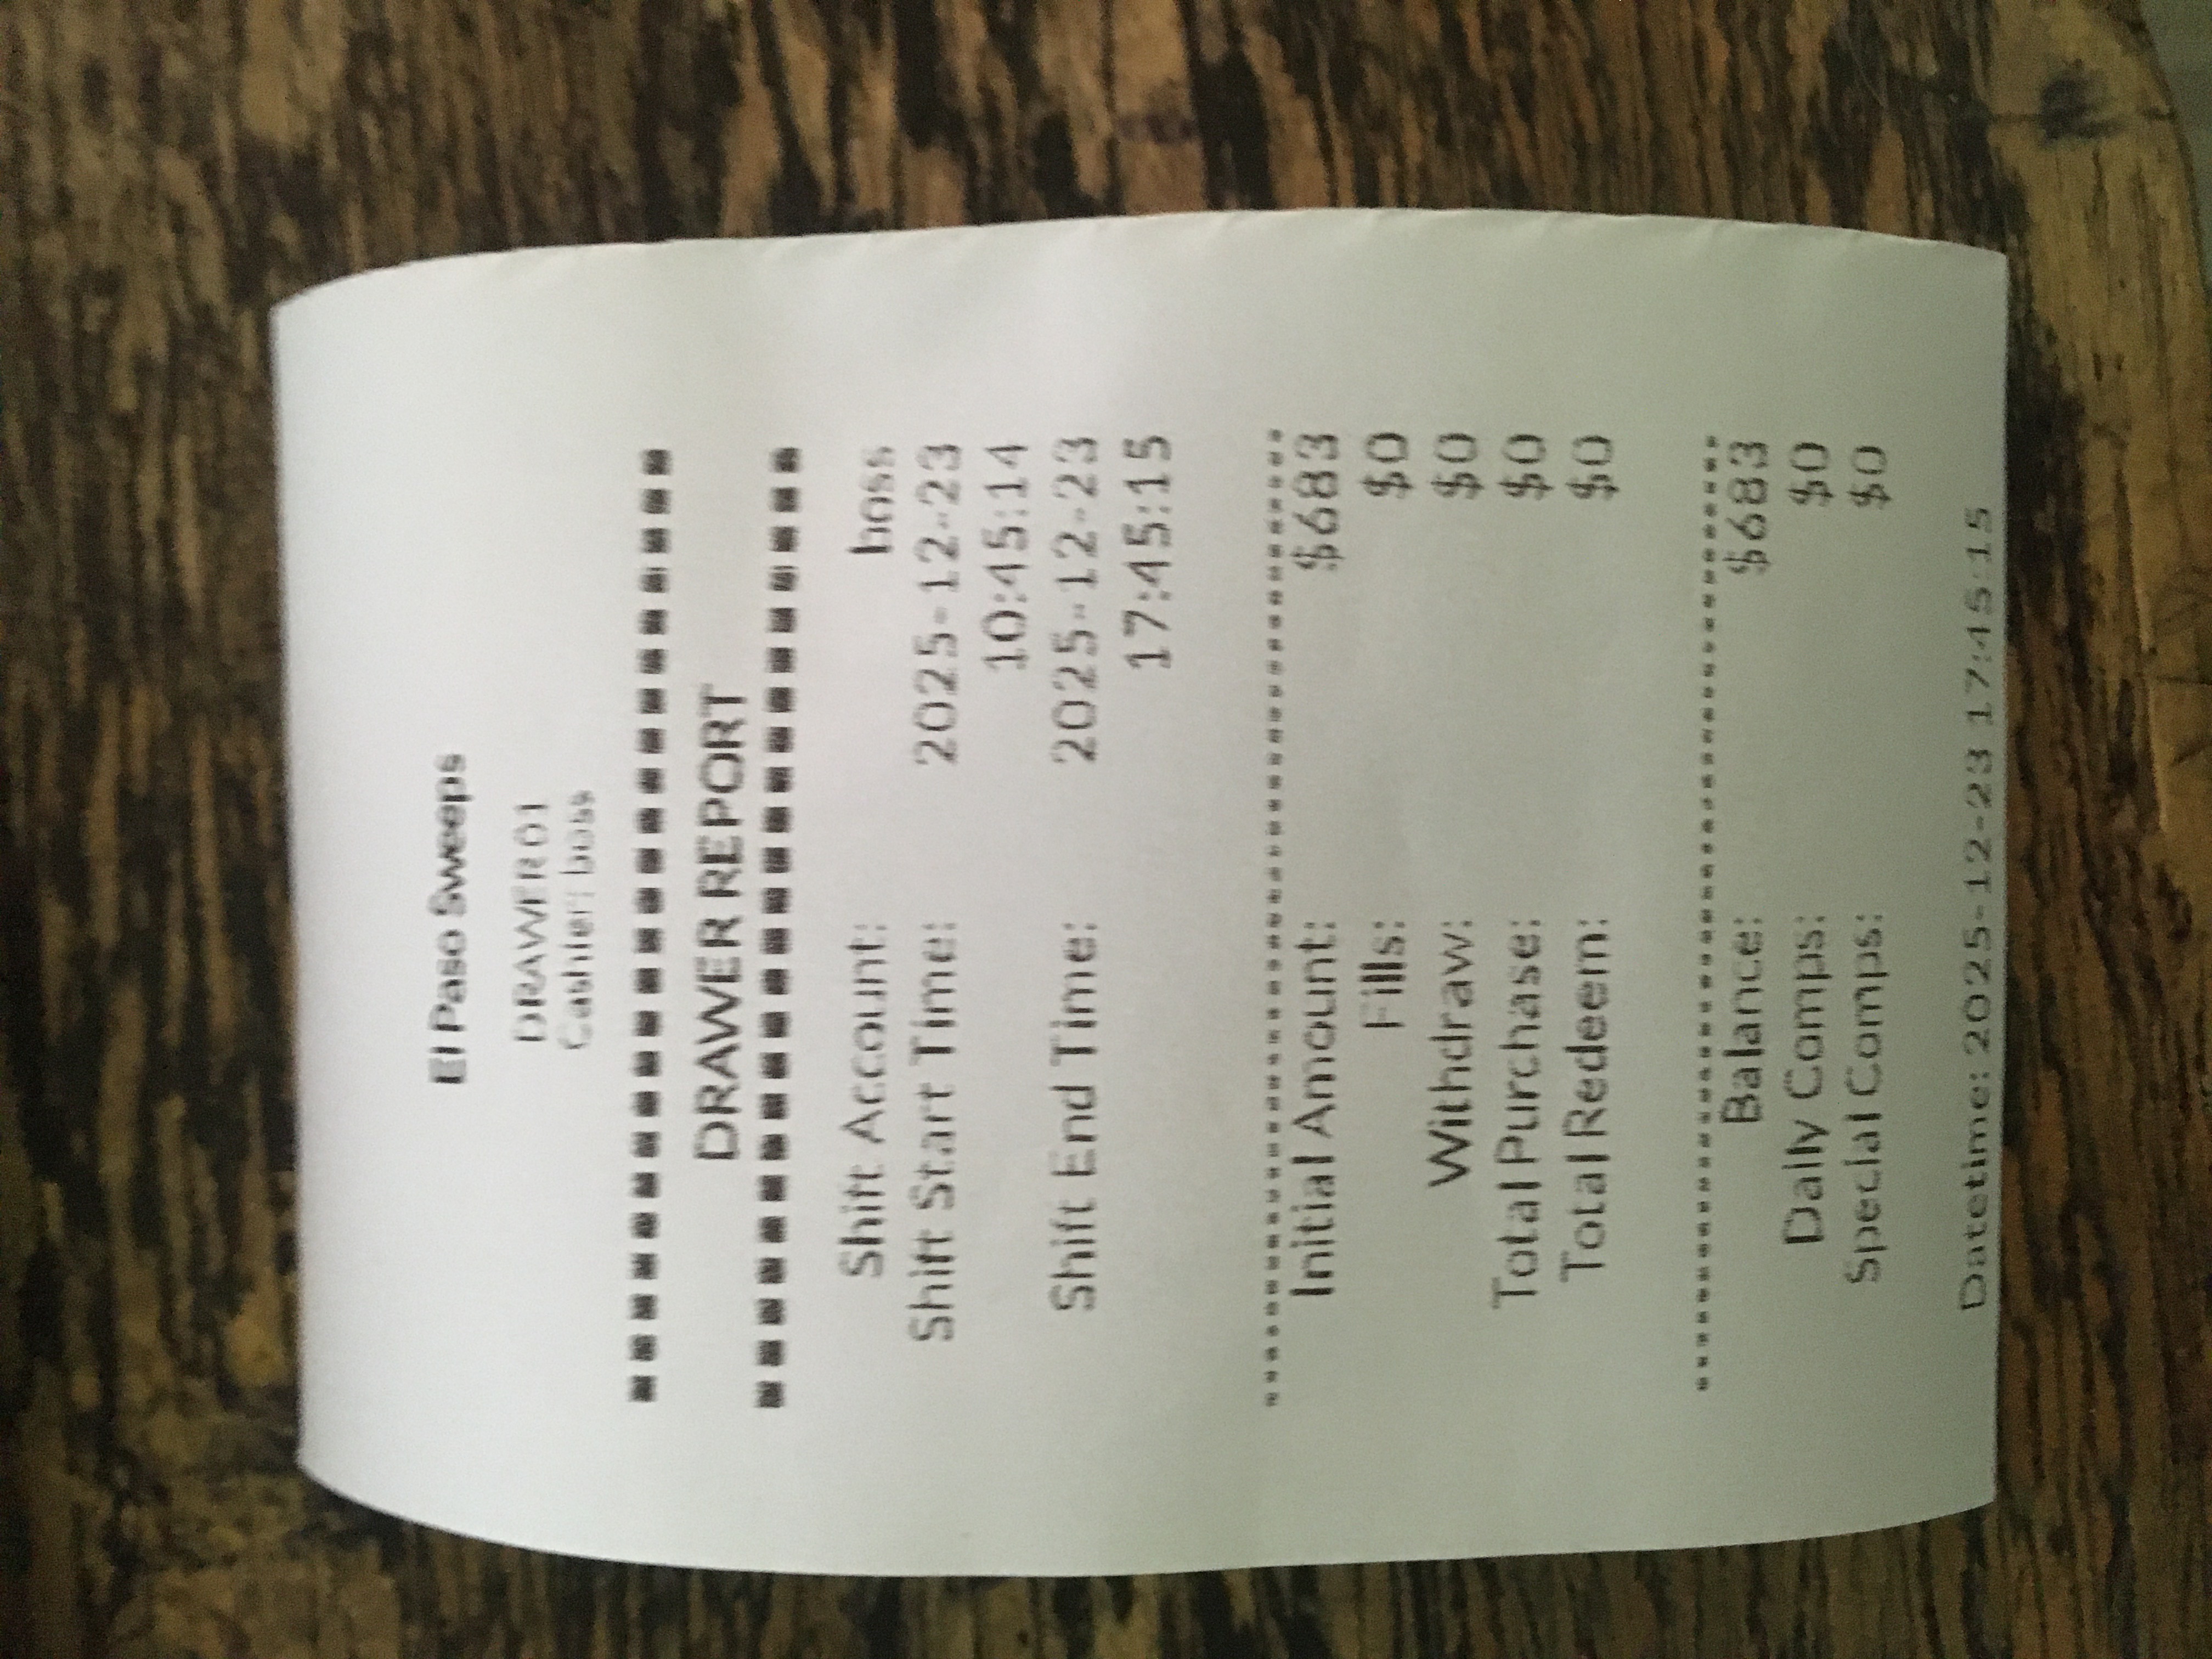 El Paso Sweeps
DRAWER01
Cashier: boss
DRAWER REPORT
Shift Account: boss
Shift Start Time: 2025-12-23
10:45:14
Shift End Time: 2025-12-23
17:45:15
Initial Amount: $683
Fills: $0
Withdraw: $0
Total Purchase: $0
Total Redeem: $0
Balance: $683
Daily Comps: $0
Special Comps: $0
Datetime: 2025-12-23 17:45:15